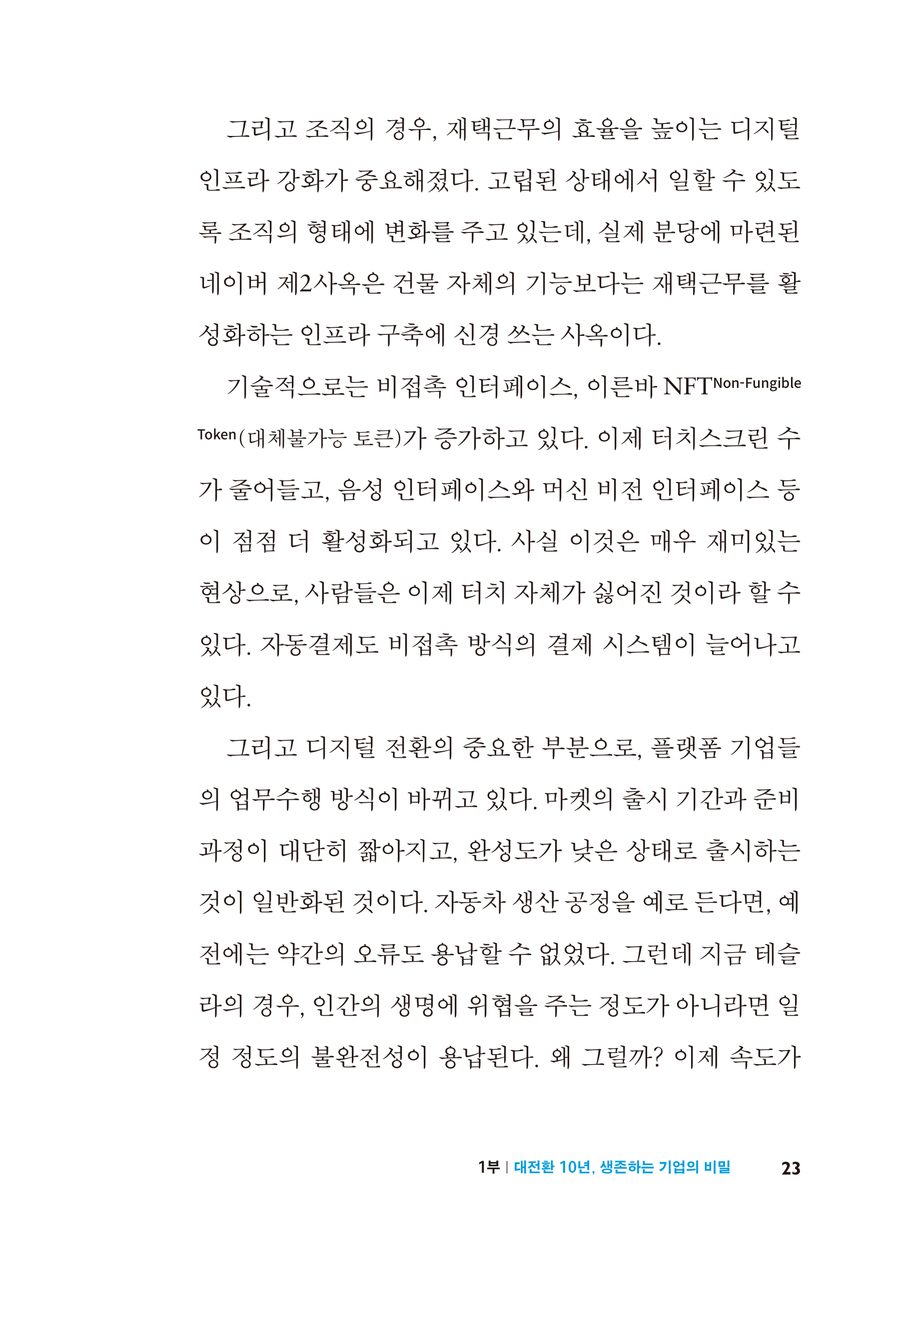 그리고 조직의 경우, 재택근무의 효율을 높이는 디지털
인프라 강화가 중요해졌다. 고립된 상태에서 일할 수 있도
록 조직의 형태에 변화를 주고 있는데, 실제 분당에 마련된
네이버 제2사옥은 건물 자체의 기능보다는 재택근무를 활
성화하는 인프라 구축에 신경 쓰는 사옥이다.
기술적으로는 비접촉 인터페이스, 이른바 NFTNon-Fungible
Token(대체불가능 토큰)가 증가하고 있다. 이제 터치스크린 수
가 줄어들고, 음성 인터페이스와 머신 비전 인터페이스 등
이 점점 더 활성화되고 있다. 사실 이것은 매우 재미있는
현상으로, 사람들은 이제 터치 자체가 싫어진 것이라 할 수
있다. 자동결제도 비접촉 방식의 결제 시스템이 늘어나고
있다.
그리고 디지털 전환의 중요한 부분으로, 플랫폼 기업들
의 업무수행 방식이 바뀌고 있다. 마켓의 출시 기간과 준비
과정이 대단히 짧아지고, 완성도가 낮은 상태로 출시하는
것이 일반화된 것이다. 자동차 생산 공정을 예로 든다면, 예
전에는 약간의 오류도 용납할 수 없었다. 그런데 지금 테슬
라의 경우, 인간의 생명에 위협을 주는 정도가 아니라면 일
정 정도의 불완전성이 용납된다. 왜 그럴까? 이제 속도가
1부 | 대전환 10년, 생존하는 기업의 비밀 23